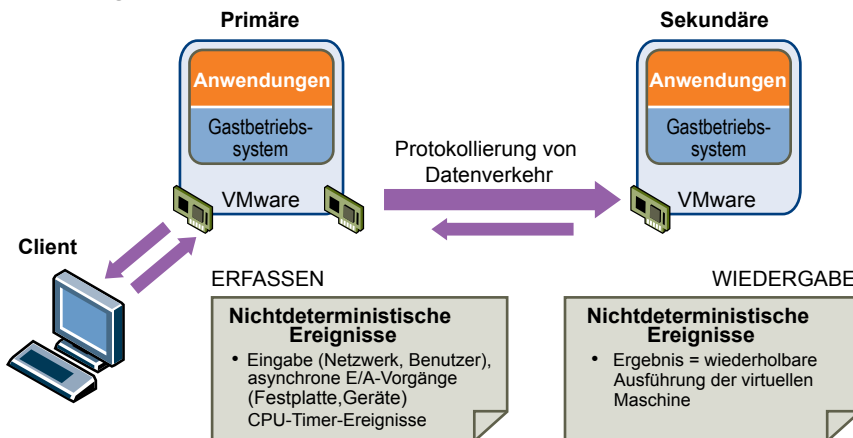 Primäre
Sekundäre
Anwendungen
Gastbetriebs-
system
VMware
Anwendungen
Gastbetriebs-
system
VMware
Protokollierung von
Datenverkehr
Client
ERFASSEN
Nichtdeterministische
Ereignisse
• Eingabe (Netzwerk, Benutzer),
asynchrone E/A-Vorgänge
(Festplatte,Geräte)
CPU-Timer-Ereignisse
WIEDERGABE
Nichtdeterministische
Ereignisse
• Ergebnis = wiederholbare
Ausführung der virtuellen
Maschine